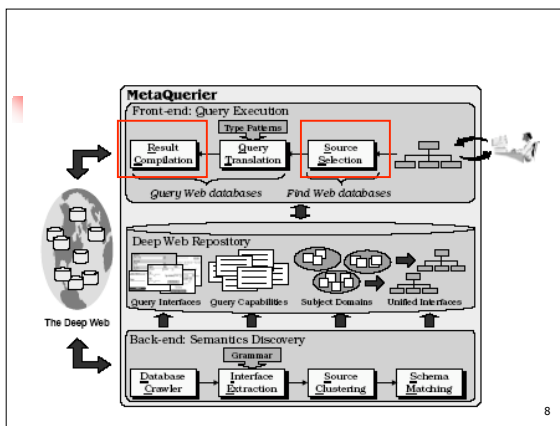 MetaQuerier
Front-end: Query Execution
Type Patterns
Result
Compilation
Query
Translation
Source
Selection
Query Web databases
Find Web databases
Deep Web Repository
Query Interfaces
Query Capabilities
Subject Domains
Unified Interfaces
The Deep Web
Back-end: Semantics Discovery
Grammar
Database
Crawler
Interface
Extraction
Source
Clustering
Schema
Matching
8